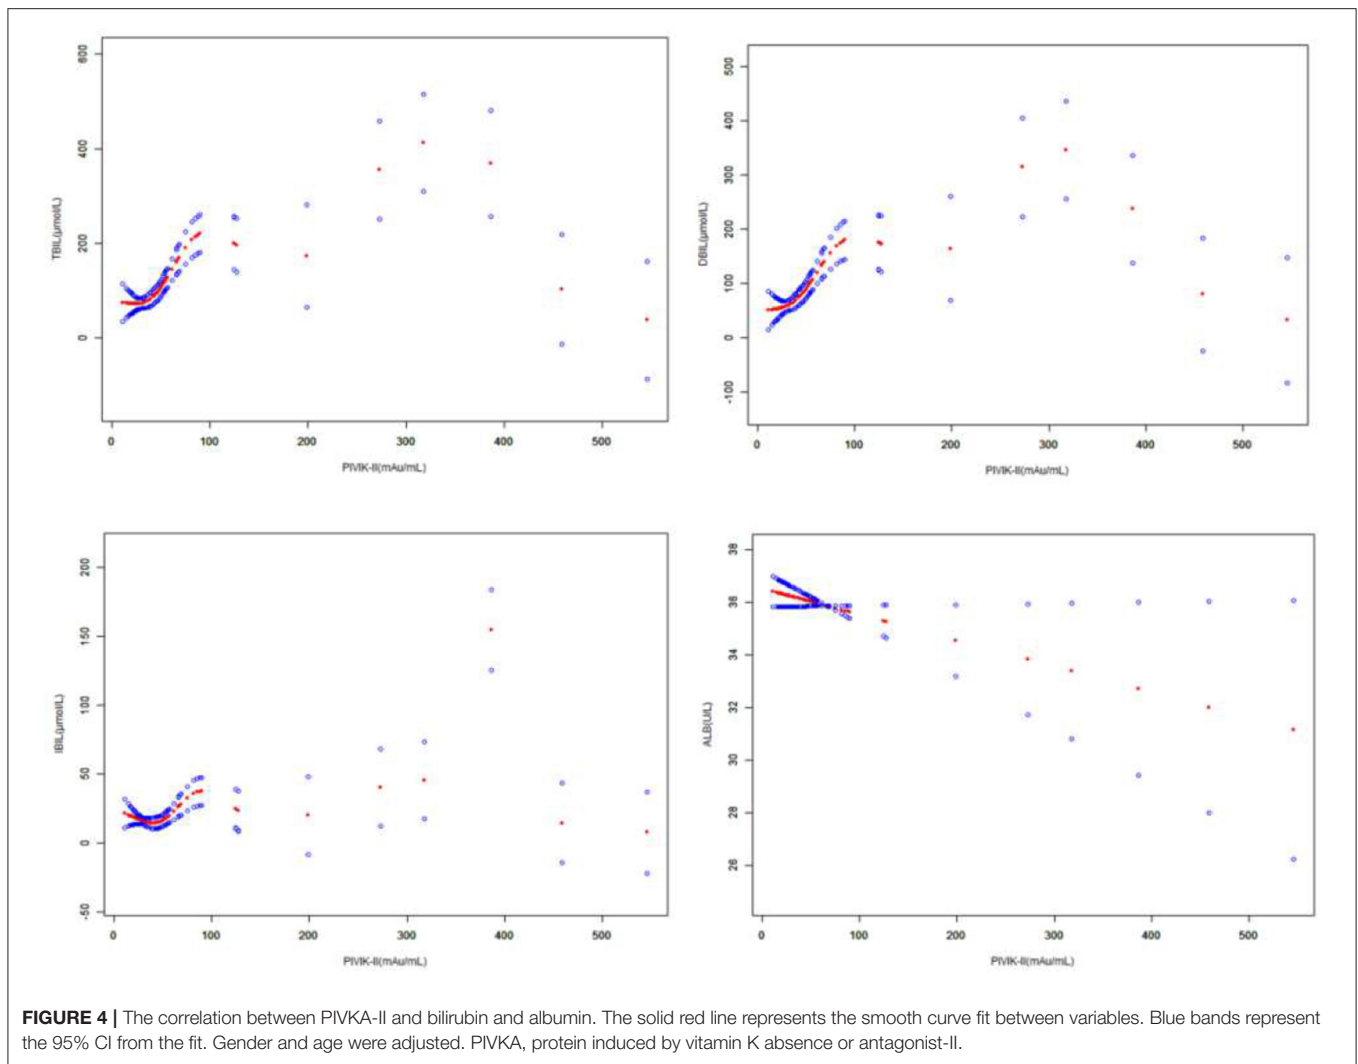 600
400
200
0
TBIL(μmol/L)
0 100 200 300 400 500
PIVIK-II(mAu/mL)
500
400
300
200
100
0
-100
DBIL(μmol/L)
0 100 200 300 400 500
PIVIK-II(mAu/mL)
200
150
100
50
0
-50
IBIL(μmol/L)
0 100 200 300 400 500
PIVIK-II(mAu/mL)
38
36
34
32
30
28
26
ALB(U/L)
0 100 200 300 400 500
PIVIK-II(mAu/mL)
FIGURE 4 | The correlation between PIVKA-II and bilirubin and albumin. The solid red line represents the smooth curve fit between variables. Blue bands represent
the 95% CI from the fit. Gender and age were adjusted. PIVKA, protein induced by vitamin K absence or antagonist-II.